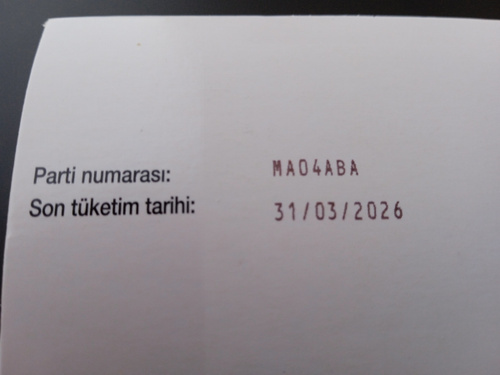 Parti numarası: MA04ABA
Son tüketim tarihi: 31/03/2026